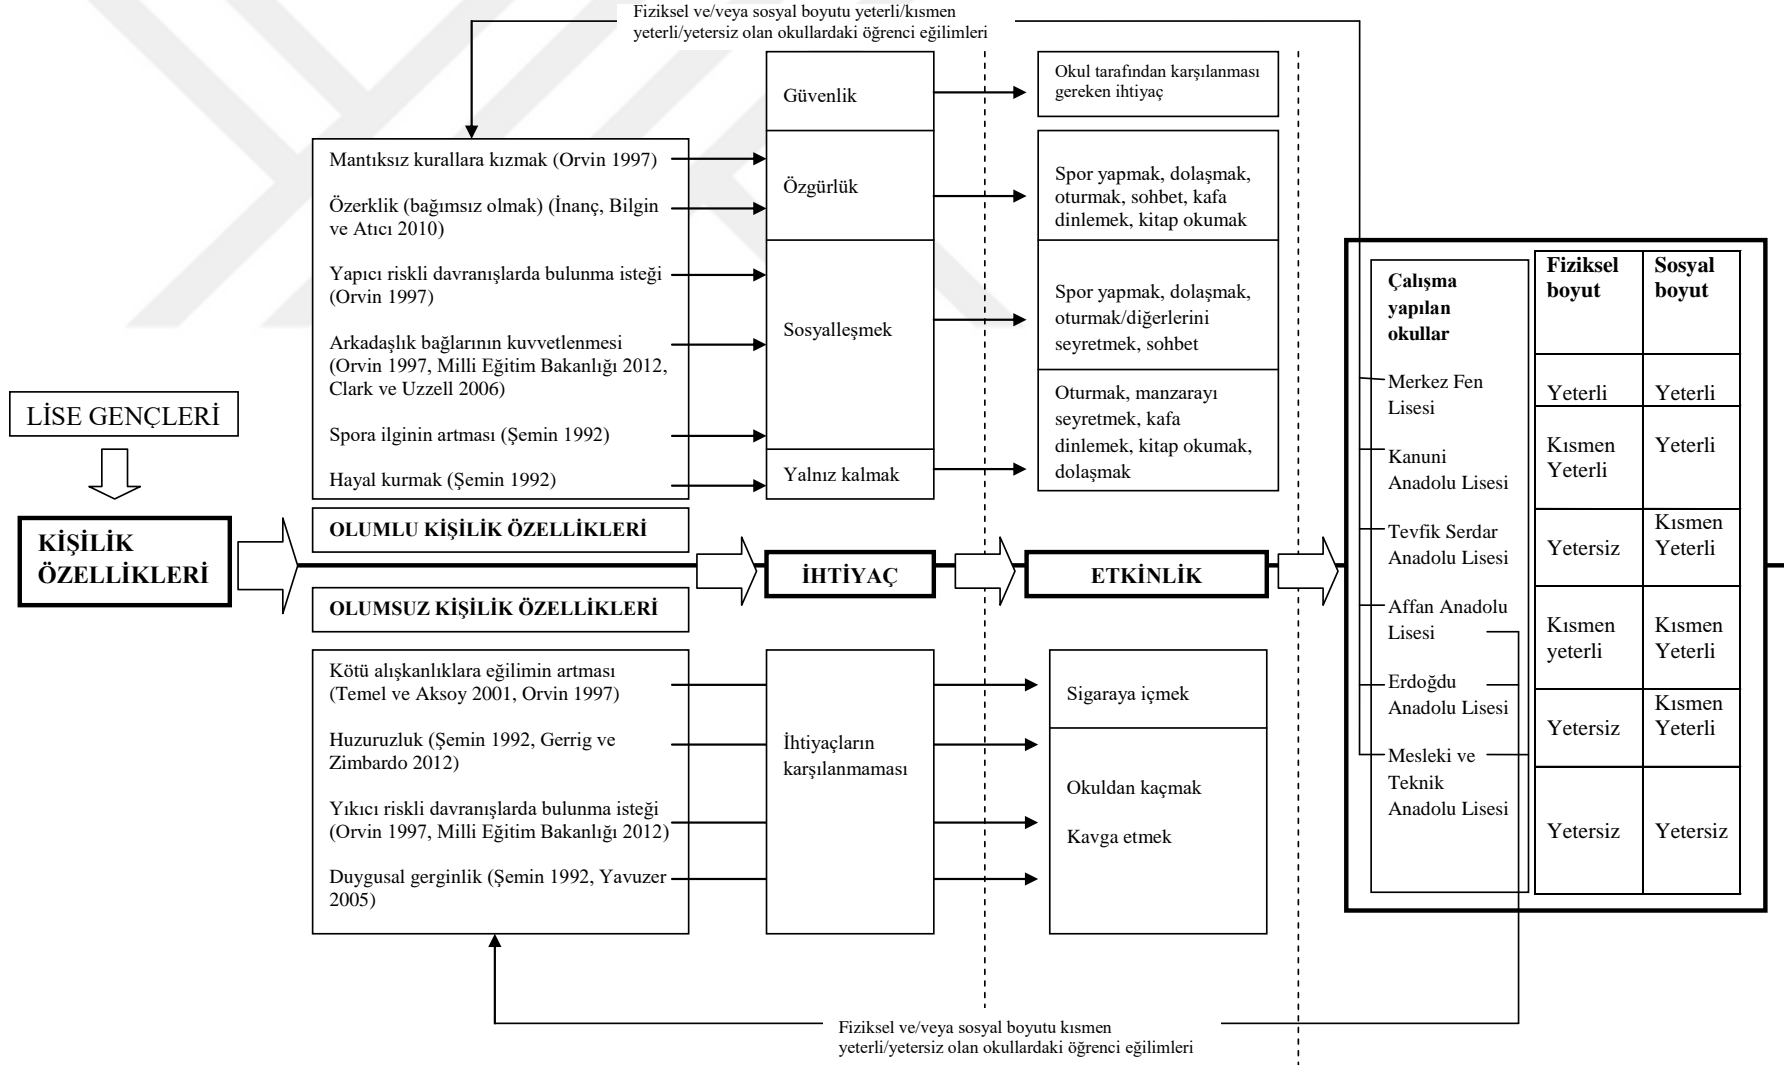 Fiziksel ve/veya sosyal boyutu yeterli/kısmen
yeterli/yetersiz olan okullardaki öğrenci eğilimleri
LİSE GENÇLERİ
KİŞİLİK
ÖZELLİKLERİ
Mantıksız kurallara kızmak (Orvin 1997)
Özerklik (bağımsız olmak) (İnanç, Bilgin
ve Atıcı 2010)
Yapıcı riskli davranışlarda bulunma isteği
(Orvin 1997)
Arkadaşlık bağlarının kuvvetlenmesi
(Orvin 1997, Milli Eğitim Bakanlığı 2012,
Clark ve Uzzell 2006)
Spora ilginin artması (Şemin 1992)
Hayal kurmak (Şemin 1992)
OLUMLU KİŞİLİK ÖZELLİKLERİ
OLUMSUZ KİŞİLİK ÖZELLİKLERİ
Kötü alışkanlıklara eğilimin artması
(Temel ve Aksoy 2001, Orvin 1997)
Huzuruzluk (Şemin 1992, Gerrig ve
Zimbardo 2012)
Yıkıcı riskli davranışlarda bulunma isteği
(Orvin 1997, Milli Eğitim Bakanlığı 2012)
Duygusal gerginlik (Şemin 1992, Yavuzer
2005)
Güvenlik
Özgürlük
Sosyalleşmek
Yalnız kalmak
İHTİYAÇ
İhtiyaçların
karşılanmaması
Okul tarafından karşılanması
gereken ihtiyaç
Spor yapmak, dolaşmak,
oturmak, sohbet, kafa
dinlemek, kitap okumak
Spor yapmak, dolaşmak,
oturmak/diğerlerini
seyretmek, sohbet
Oturmak, manzarayı
seyretmek, kafa
dinlemek, kitap okumak,
dolaşmak
ETKİNLİK
Sigaraya içmek
Okuldan kaçmak
Kavga etmek
Çalışma
yapılan
okullar
Merkez Fen
Lisesi
Kanuni
Anadolu Lisesi
Tevfik Serdar
Anadolu Lisesi
Affan Anadolu
Lisesi
Erdoğdu
Anadolu Lisesi
Mesleki ve
Teknik
Anadolu Lisesi
Fiziksel
boyut
Sosyal
boyut
Yeterli
Yeterli
Kısmen
Yeterli
Yeterli
Yetersiz
Kısmen
Yeterli
Kısmen
yeterli
Kısmen
Yeterli
Yetersiz
Kısmen
Yeterli
Yetersiz
Yetersiz
Fiziksel ve/veya sosyal boyutu kısmen
yeterli/yetersiz olan okullardaki öğrenci eğilimleri